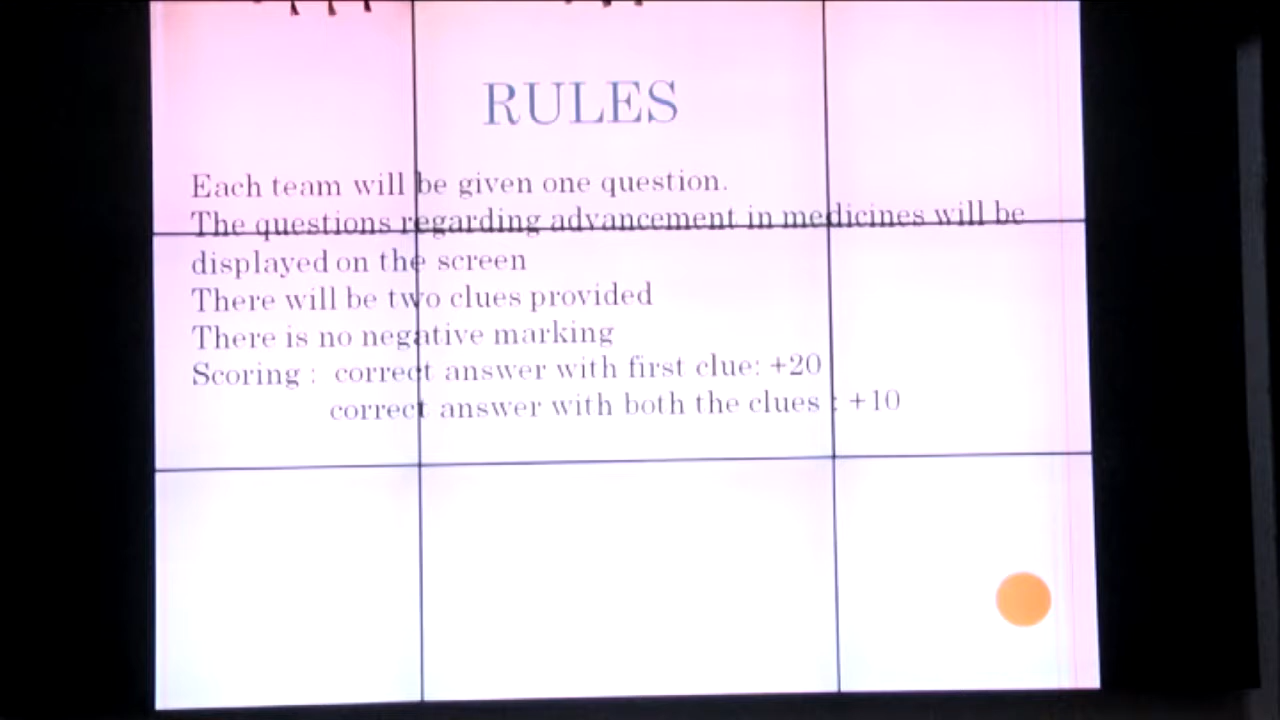 RULES
Each team will be given one question.
The questions regarding advancement in medicines will be
displayed on the screen
There will be two clues provided
There is no negative marking
Scoring : correct answer with first clue: +20
correct answer with both the clues : +10